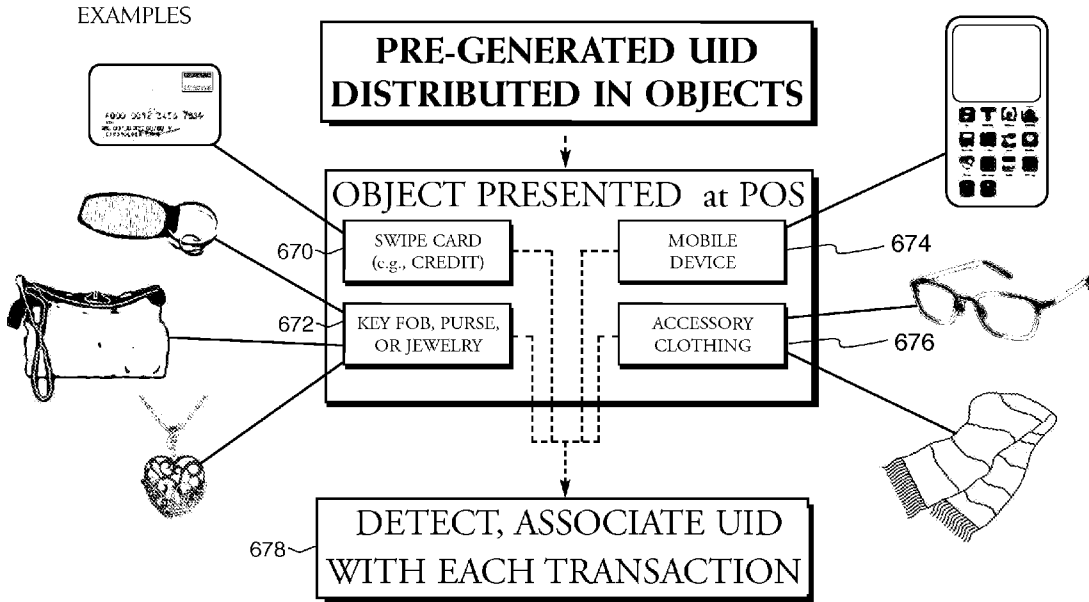 EXAMPLES
PRE-GENERATED UID
DISTRIBUTED IN OBJECTS
OBJECT PRESENTED at POS
670
SWIPE CARD
(e.g., CREDIT)
MOBILE
DEVICE
674
672
KEY FOB, PURSE,
OR JEWELRY
ACCESSORY
CLOTHING
676
678
DETECT, ASSOCIATE UID
WITH EACH TRANSACTION